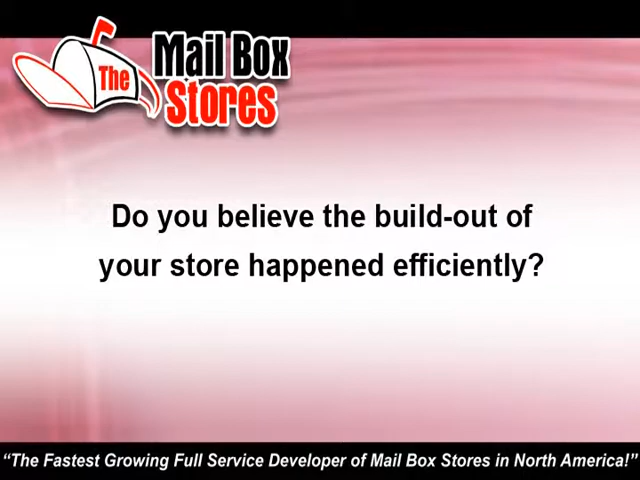 The
Mail Box
Stores
Do you believe the build-out of
your store happened efficiently?
“The Fastest Growing Full Service Developer of Mail Box Stores in North America!”